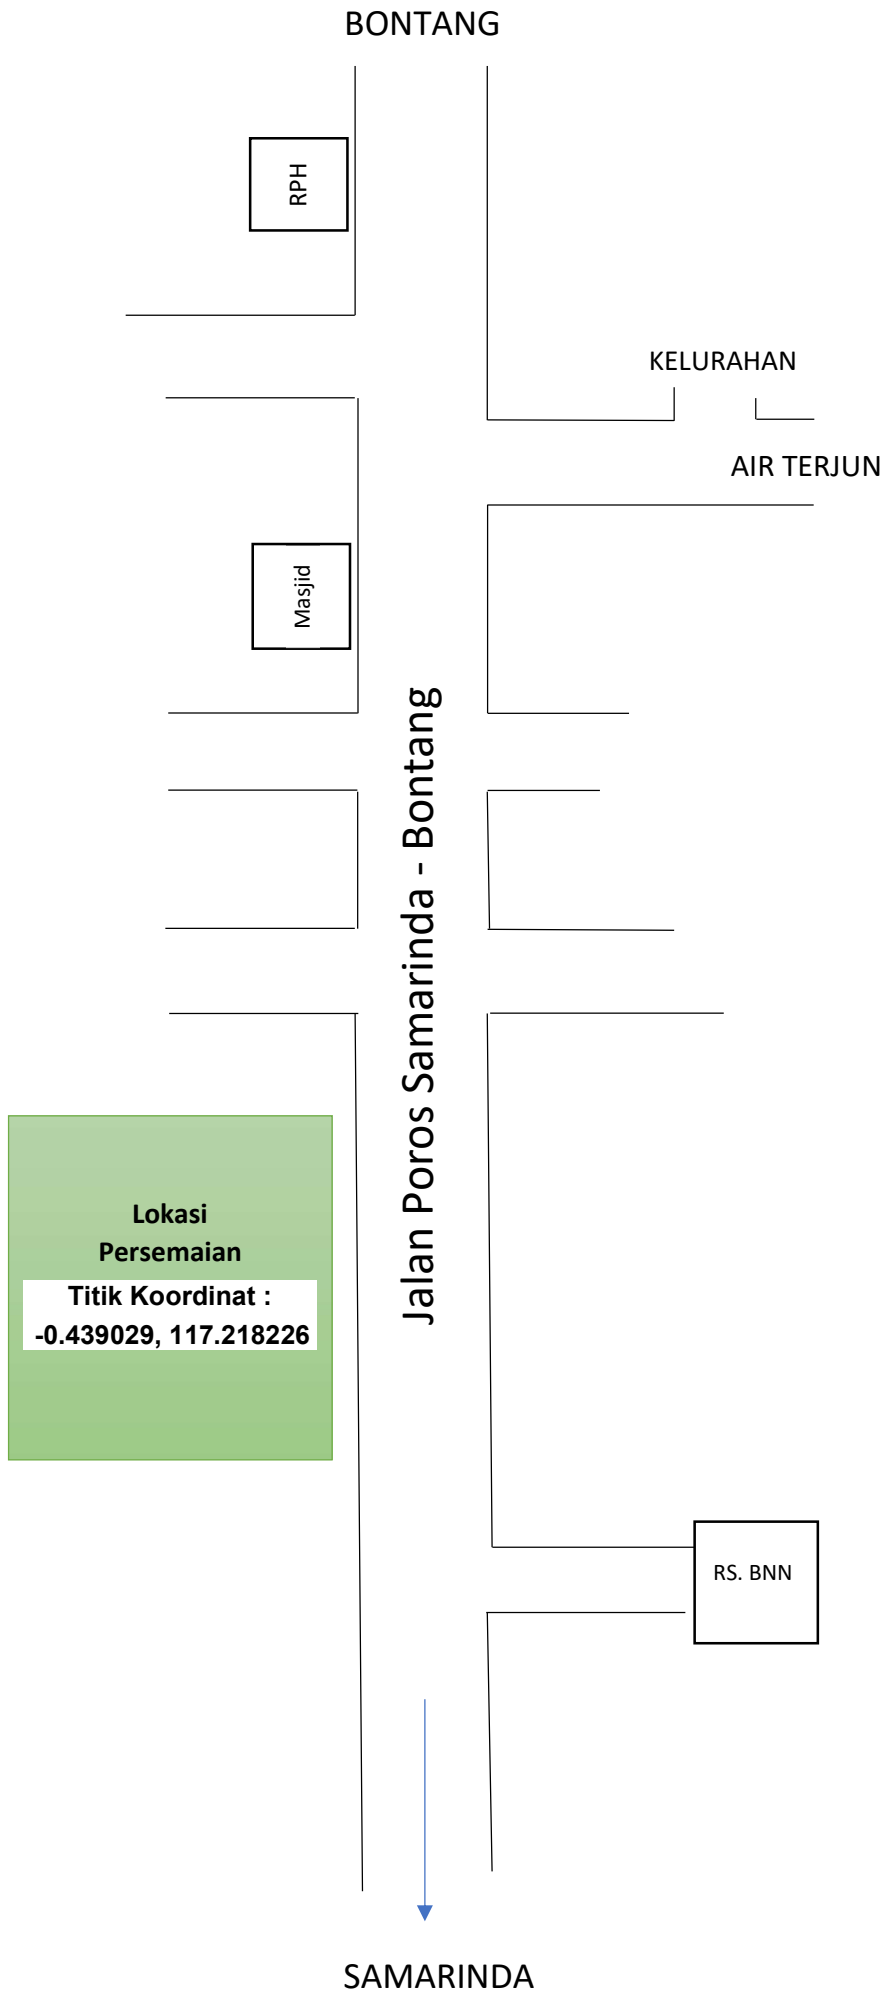 BONTANG
RPH
KELURAHAN
AIR TERJUN
Masjid
Jalan Poros Samarinda - Bontang
Lokasi
Persemaian
Titik Koordinat :
-0.439029, 117.218226
RS. BNN
SAMARINDA